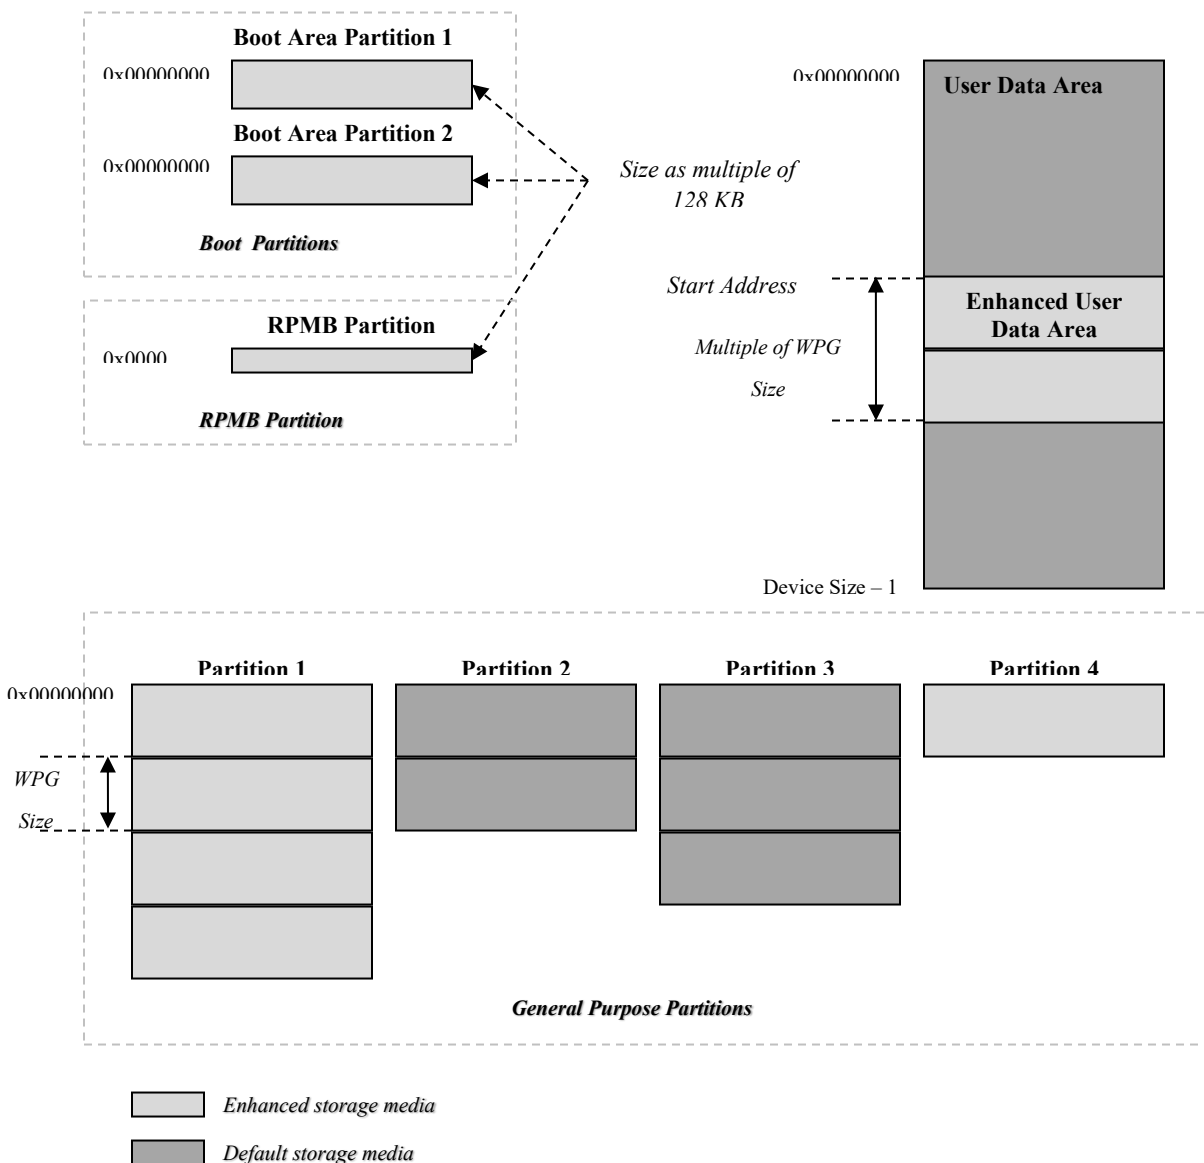 Boot Area Partition 1
0x00000000
Boot Area Partition 2
0x00000000
Boot Partitions
Size as multiple of
128 KB
RPMB Partition
0x0000
RPMB Partition
0x00000000
User Data Area
Start Address
Enhanced User
Data Area
Multiple of WPG
Size
Device Size – 1
Partition 1
Partition 2
Partition 3
Partition 4
0x00000000
WPG
Size
General Purpose Partitions
Enhanced storage media
Default storage media